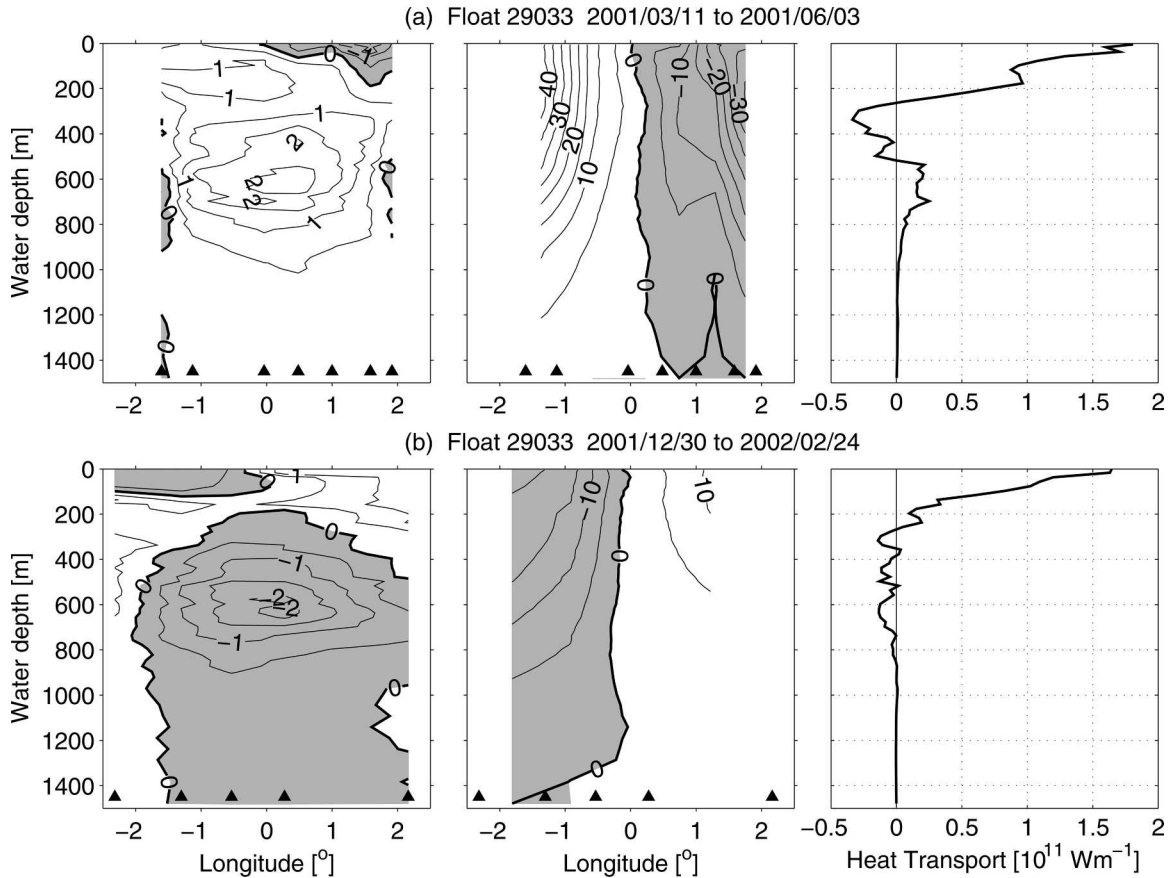 (a) Float 29033 2001/03/11 to 2001/06/03
Water depth [m]
0
200
400
600
800
1000
1200
1400
−2 −1 0 1 2
0 −1 1 1 1 2 0 1 2 2 0 1 0
−2 −1 0 1 2
40 30 20 10 0 −10 −20 −30 0 0
−0.5 0 0.5 1 1.5 2
(b) Float 29033 2001/12/30 to 2002/02/24
Water depth [m]
0
200
400
600
800
1000
1200
1400
0 1 0 −1 0 −2 −2 −1 0 0
−2 −1 0 1 2
Longitude [º]
−10 0 −10 0
−2 −1 0 1 2
Longitude [º]
−0.5 0 0.5 1 1.5 2
Heat Transport [10¹¹ Wm⁻¹]